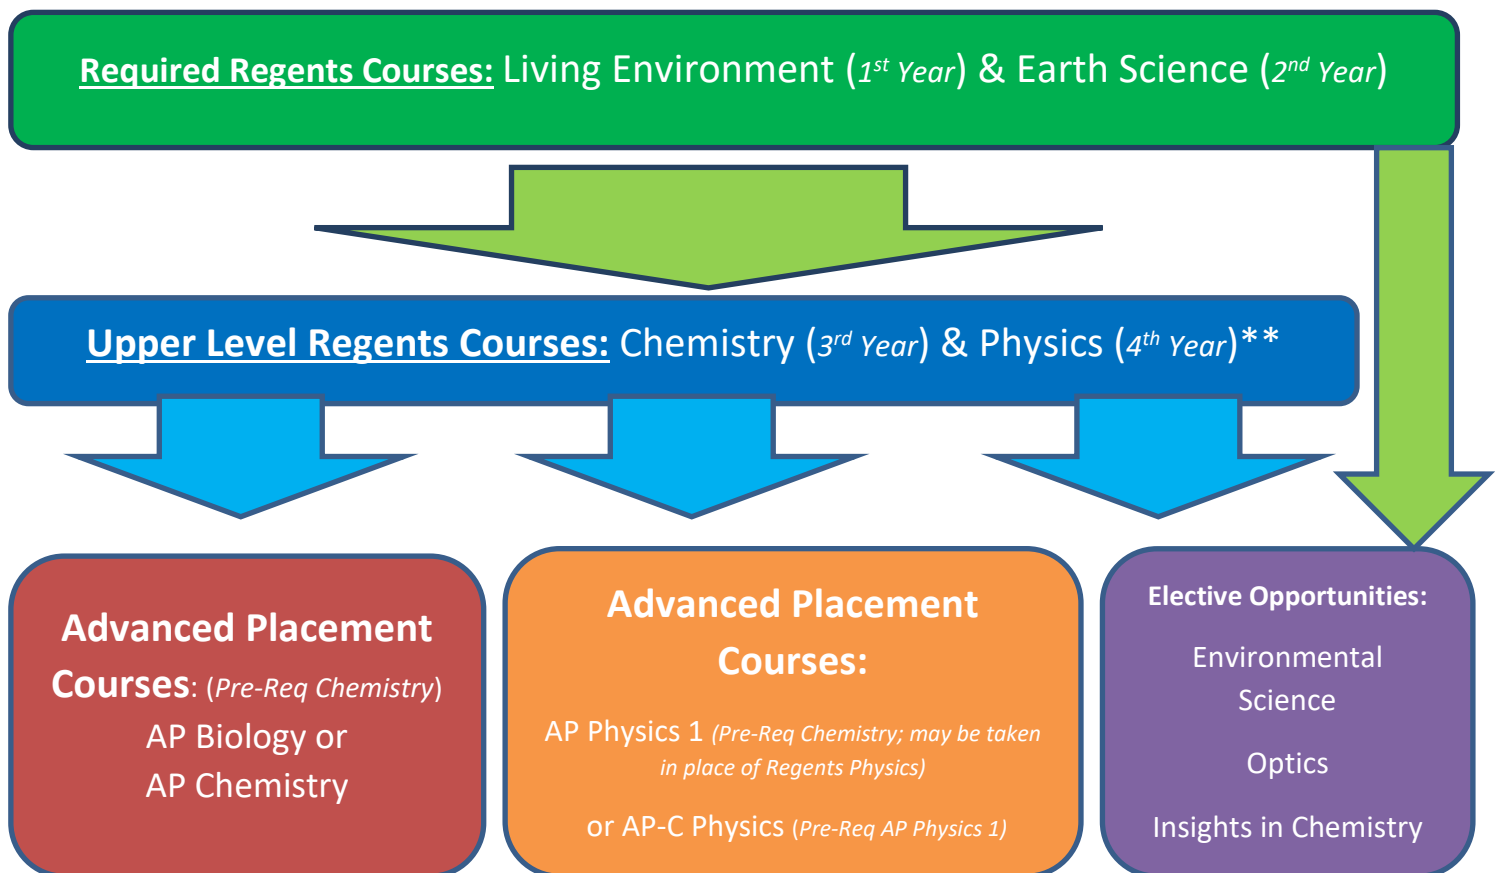 Required Regents Courses: Living Environment (1st Year) & Earth Science (2nd Year)
Upper Level Regents Courses: Chemistry (3rd Year) & Physics (4th Year)**
Advanced Placement
Courses: (Pre-Req Chemistry)
AP Biology or
AP Chemistry
Advanced Placement
Courses:
AP Physics 1 (Pre-Req Chemistry; may be taken
in place of Regents Physics)
or AP-C Physics (Pre-Req AP Physics 1)
Elective Opportunities:
Environmental
Science
Optics
Insights in Chemistry